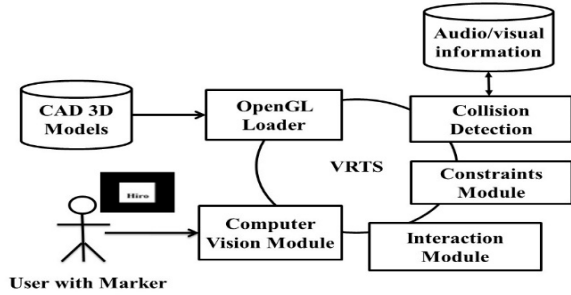 Audio/visual
information
CAD 3D
Models
OpenGL
Loader
Collision
Detection
VRTS
Constraints
Module
Hiro
Computer
Vision Module
Interaction
Module
User with Marker